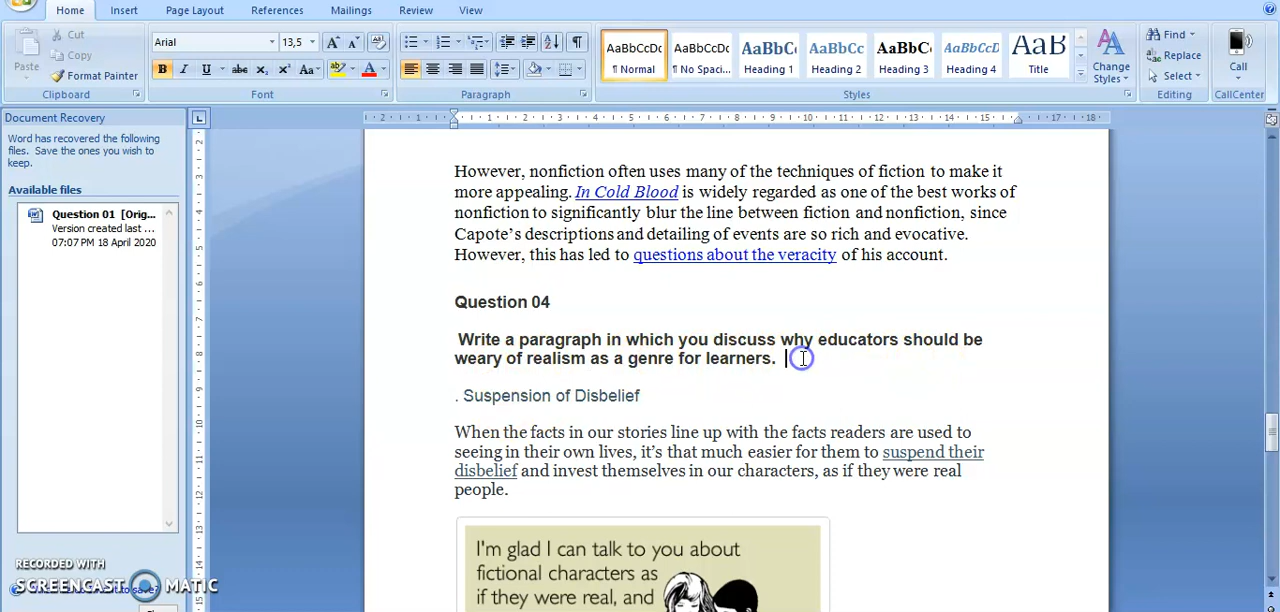 Home Insert Page Layout References Mailings Review View
Cut
Copy
Format Painter
Paste
Clipboard
Arial 13,5
Font
Paragraph
AaBbCcDc AaBbCcDc AaBbC AaBbCc AaBbC AaBbCcD AaB
¶ Normal ¶ No Spaci... Heading 1 Heading 2 Heading 3 Heading 4 Title
Change
Styles
Styles
Find
Replace
Select
Editing
Call
CallCenter
Document Recovery
Word has recovered the following
files. Save the ones you wish to
keep.
Available files
Question 01 [Orig...
Version created last ...
07:07 PM 18 April 2020
However, nonfiction often uses many of the techniques of fiction to make it
more appealing. In Cold Blood is widely regarded as one of the best works of
nonfiction to significantly blur the line between fiction and nonfiction, since
Capote's descriptions and detailing of events are so rich and evocative.
However, this has led to questions about the veracity of his account.
Question 04
Write a paragraph in which you discuss why educators should be
weary of realism as a genre for learners.
. Suspension of Disbelief
When the facts in our stories line up with the facts readers are used to
seeing in their own lives, it's that much easier for them to suspend their
disbelief and invest themselves in our characters, as if they were real
people.
I'm glad I can talk to you about
fictional characters as
if they were real, and
RECORDED WITH
SCREENCAST MATIC